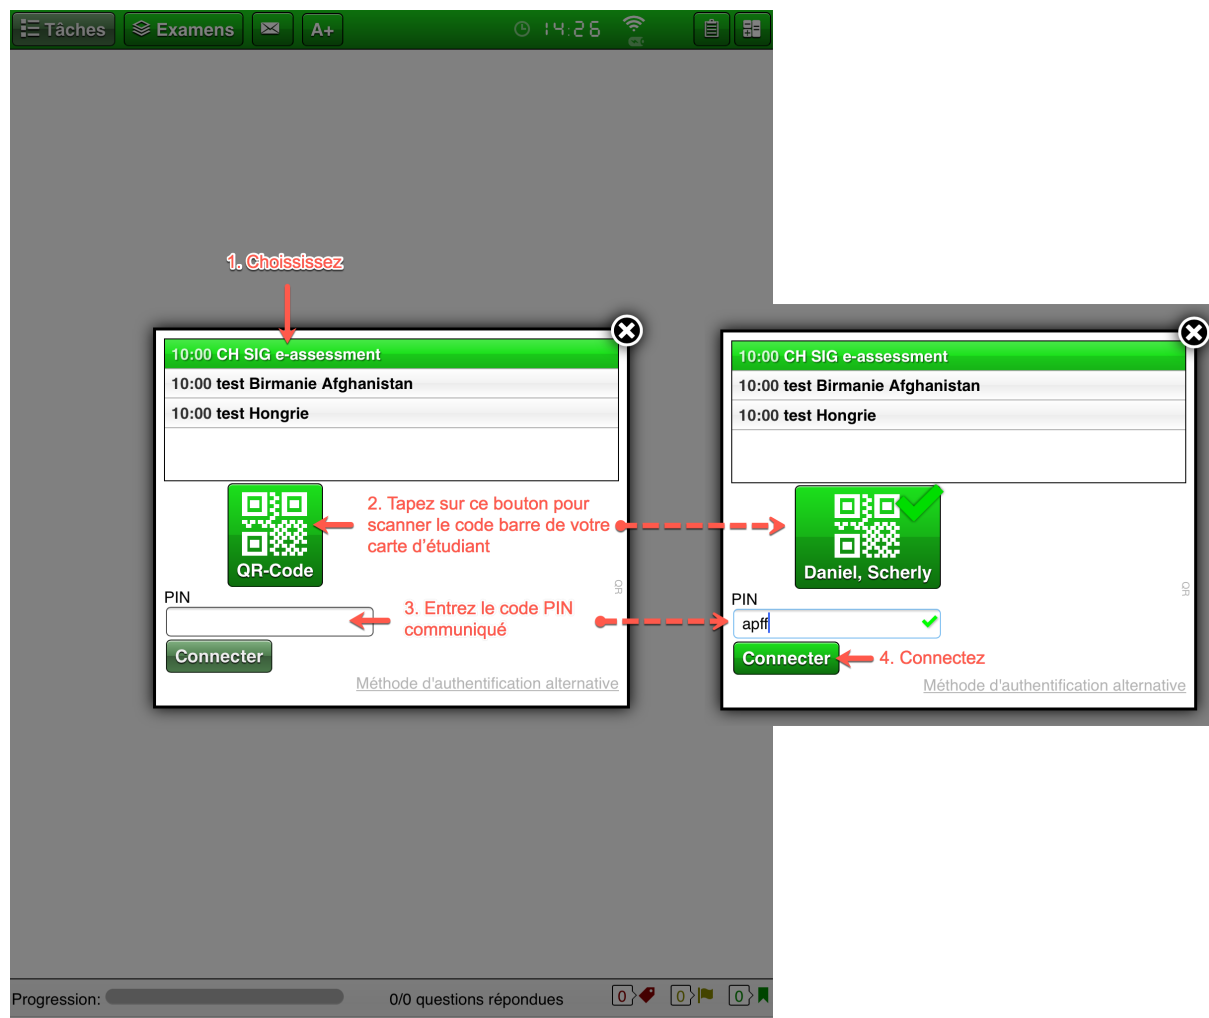 Tâches
Examens
A+
14:26
1. Choississez
10:00 CH SIG e-assessment
10:00 test Birmanie Afghanistan
10:00 test Hongrie
QR-Code
2. Tapez sur ce bouton pour
scanner le code barre de votre
carte d'étudiant
QR
PIN
3. Entrez le code PIN
communiqué
Connecter
Méthode d'authentification alternative
10:00 CH SIG e-assessment
10:00 test Birmanie Afghanistan
10:00 test Hongrie
Daniel, Scherly
QR
PIN
apff
Connecter
4. Connectez
Méthode d'authentification alternative
Progression:
0/0 questions répondues
0
0
0